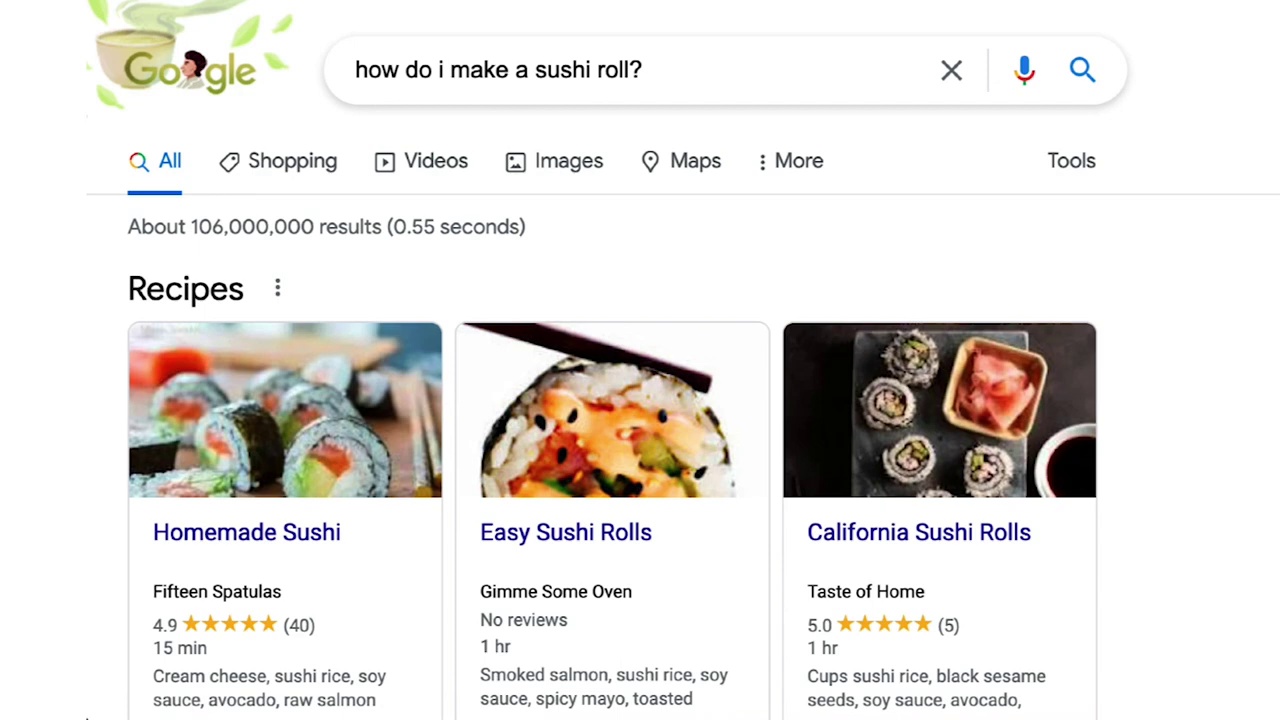 Google
how do i make a sushi roll?
All Shopping Videos Images Maps More Tools
About 106,000,000 results (0.55 seconds)
Recipes
Homemade Sushi
Fifteen Spatulas
4.9 ★★★★★ (40)
15 min
Cream cheese, sushi rice, soy
sauce, avocado, raw salmon
Easy Sushi Rolls
Gimme Some Oven
No reviews
1 hr
Smoked salmon, sushi rice, soy
sauce, spicy mayo, toasted
California Sushi Rolls
Taste of Home
5.0 ★★★★★ (5)
1 hr
Cups sushi rice, black sesame
seeds, soy sauce, avocado,